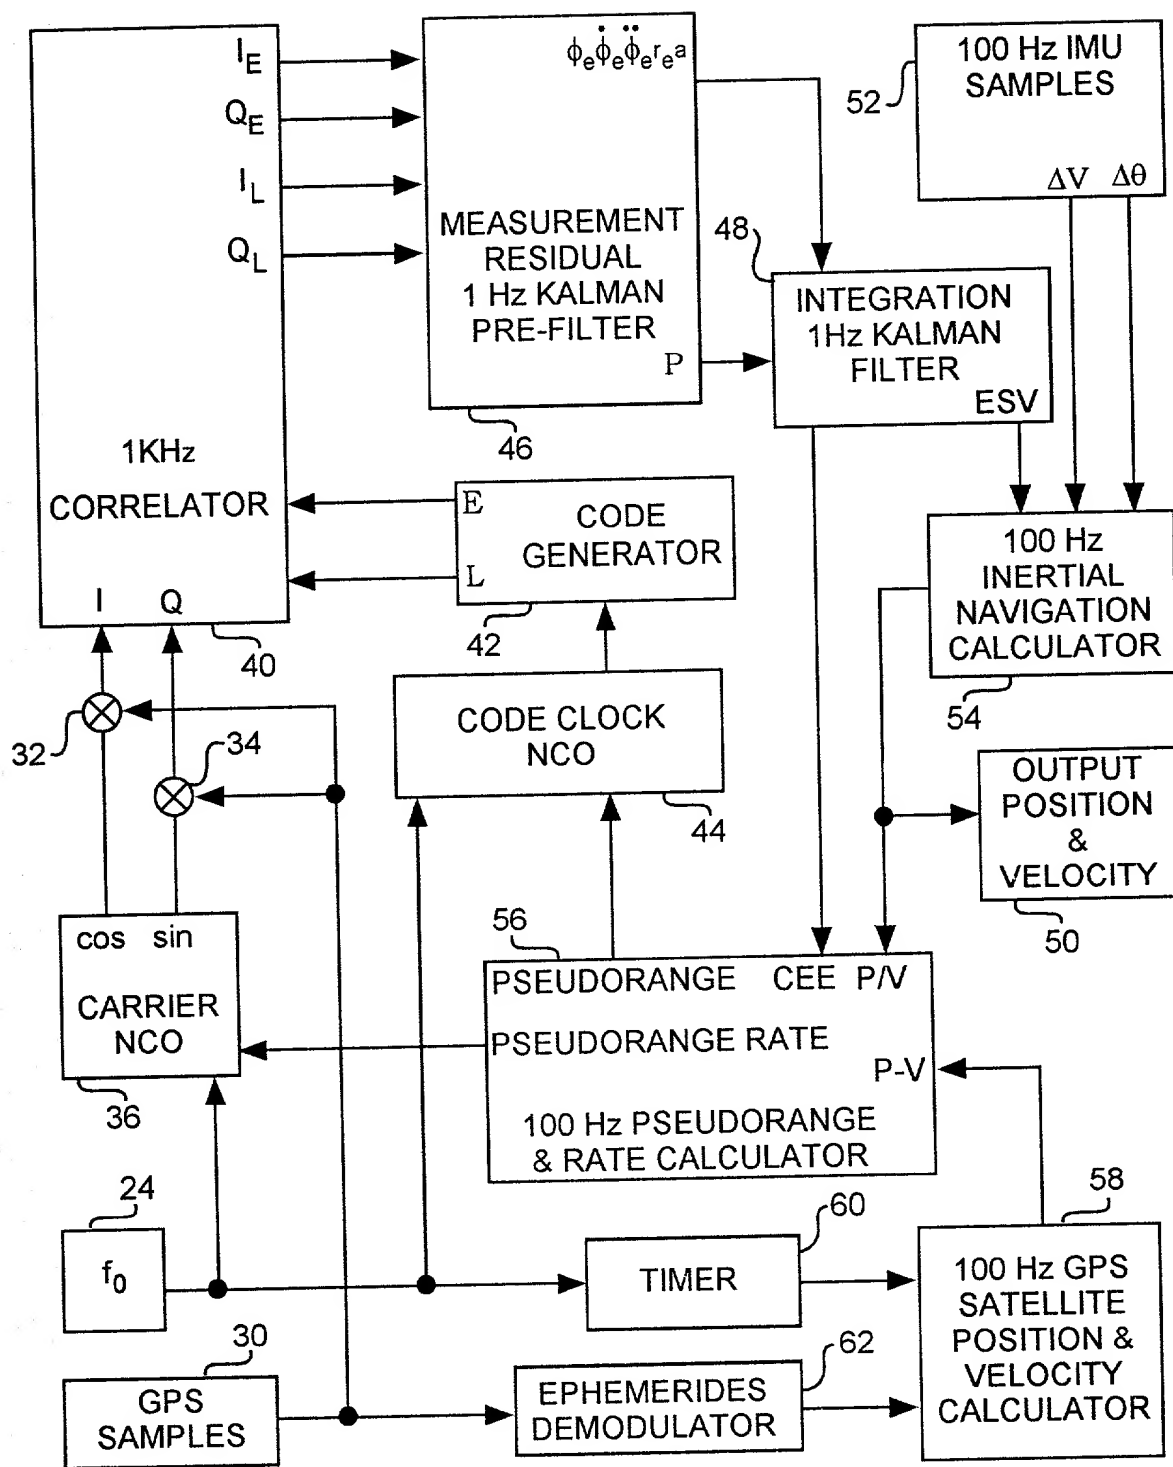 I_E
Q_E
I_L
Q_L
1KHz
CORRELATOR
I Q
40
ϕ_e ϕ̇_e ϕ̈_e r_e a
MEASUREMENT
RESIDUAL
1 Hz KALMAN
PRE-FILTER
P
46
100 Hz IMU
SAMPLES
ΔV Δθ
52
48
INTEGRATION
1Hz KALMAN
FILTER
ESV
E
L
CODE
GENERATOR
42
100 Hz
INERTIAL
NAVIGATION
CALCULATOR
54
32
34
CODE CLOCK
NCO
44
OUTPUT
POSITION
&
VELOCITY
50
cos sin
CARRIER
NCO
36
56
PSEUDORANGE CEE P/V
PSEUDORANGE RATE
P-V
100 Hz PSEUDORANGE
& RATE CALCULATOR
24
f₀
60
TIMER
58
100 Hz GPS
SATELLITE
POSITION &
VELOCITY
CALCULATOR
30
GPS
SAMPLES
62
EPHEMERIDES
DEMODULATOR